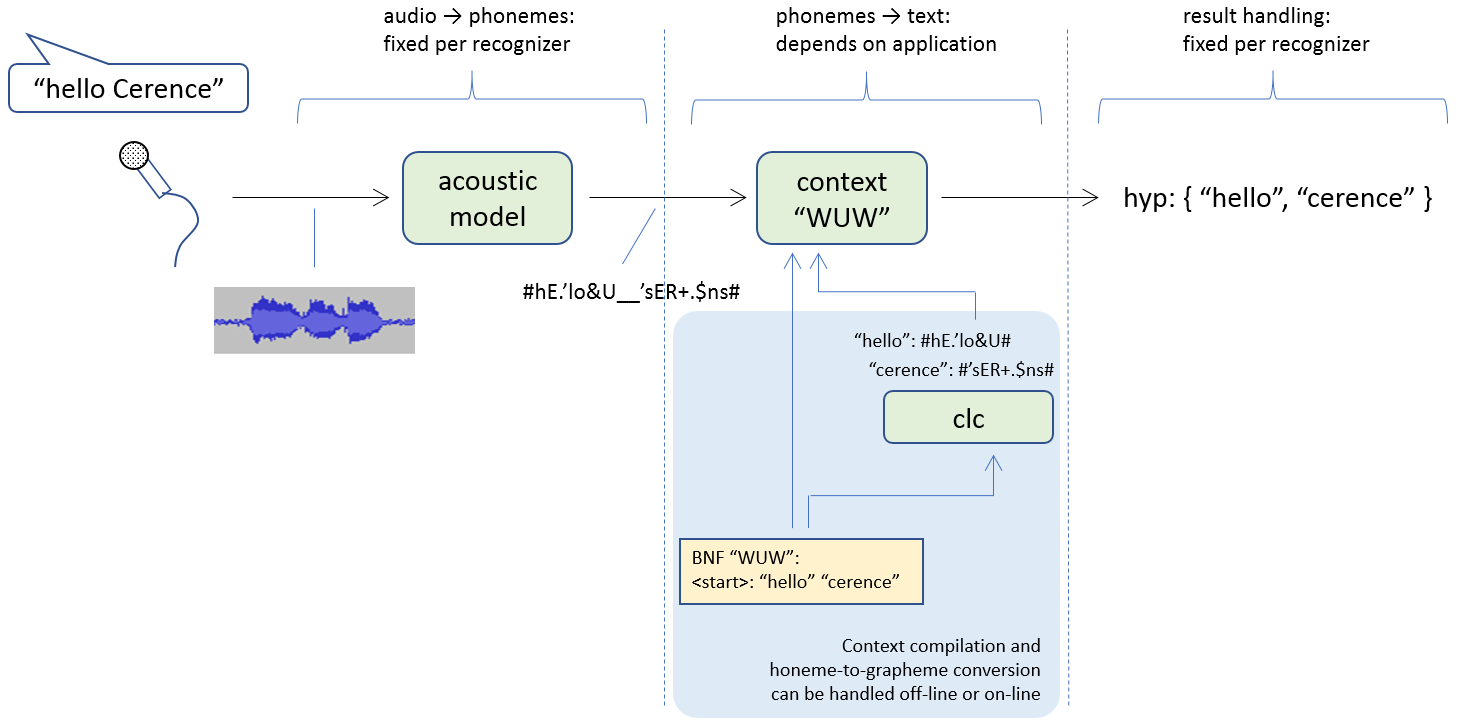 audio → phonemes:
fixed per recognizer
phonemes → text:
depends on application
result handling:
fixed per recognizer
“hello Cerence”
acoustic
model
context
“WUW”
hyp: { “hello”, “cerence” }
#hE.’lo&U__’sER+.$ns#
“hello”: #hE.’lo&U#
“cerence”: #’sER+.$ns#
clc
BNF “WUW”:
<start>: “hello” “cerence”
Context compilation and
honeme-to-grapheme conversion
can be handled off-line or on-line